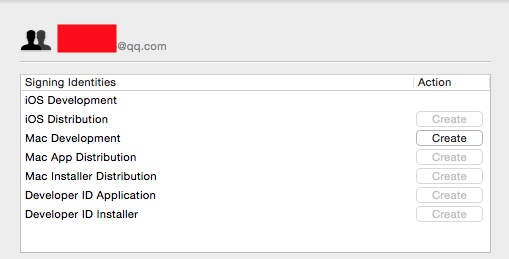 @qq.com
Signing Identities Action
iOS Development
iOS Distribution Create
Mac Development Create
Mac App Distribution Create
Mac Installer Distribution Create
Developer ID Application Create
Developer ID Installer Create